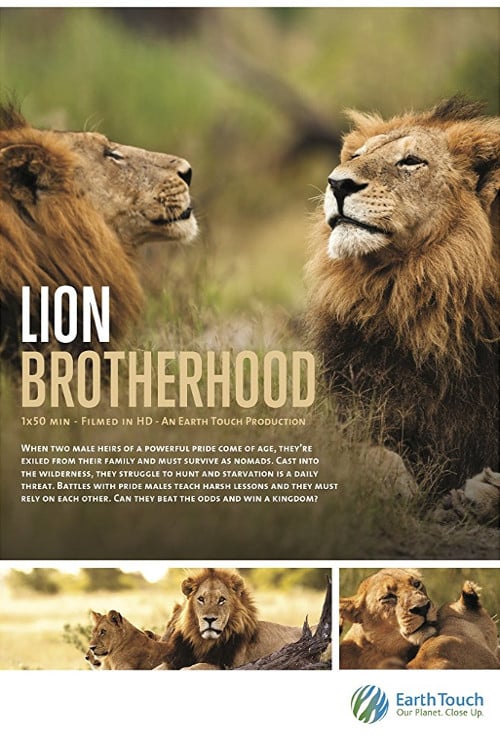 LION
BROTHERHOOD
1x50 min - Filmed in HD - An Earth Touch Production
When two male heirs of a powerful pride come of age, they're
exiled from their family and must survive as nomads. Cast into
the wilderness, they struggle to hunt and starvation is a daily
threat. Battles with pride males teach harsh lessons and they must
rely on each other. Can they beat the odds and win a kingdom?
Earth Touch
Our Planet. Close Up.